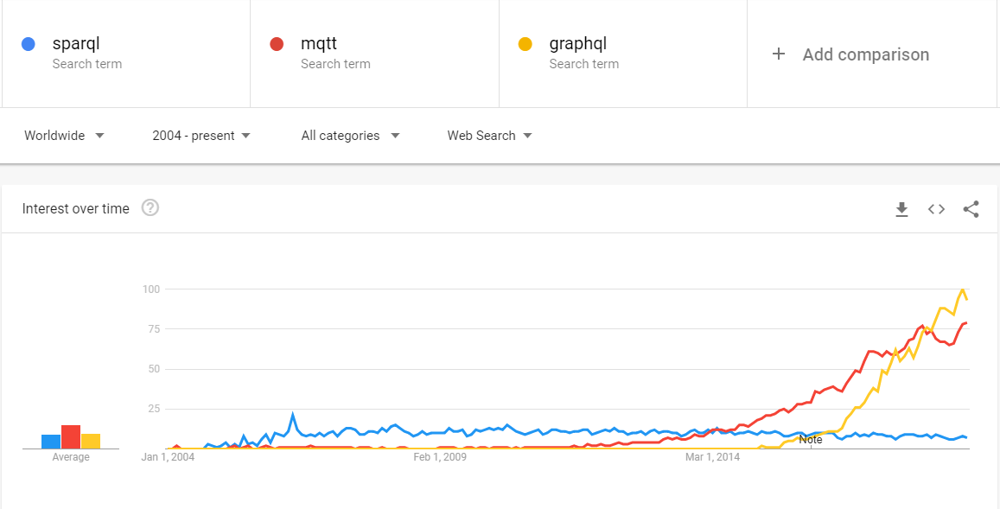 sparql
Search term
mqtt
Search term
graphql
Search term
+ Add comparison
Worldwide
2004 - present
All categories
Web Search
Interest over time
?
100
75
50
25
Average
Jan 1, 2004
Feb 1, 2009
Mar 1, 2014
Note